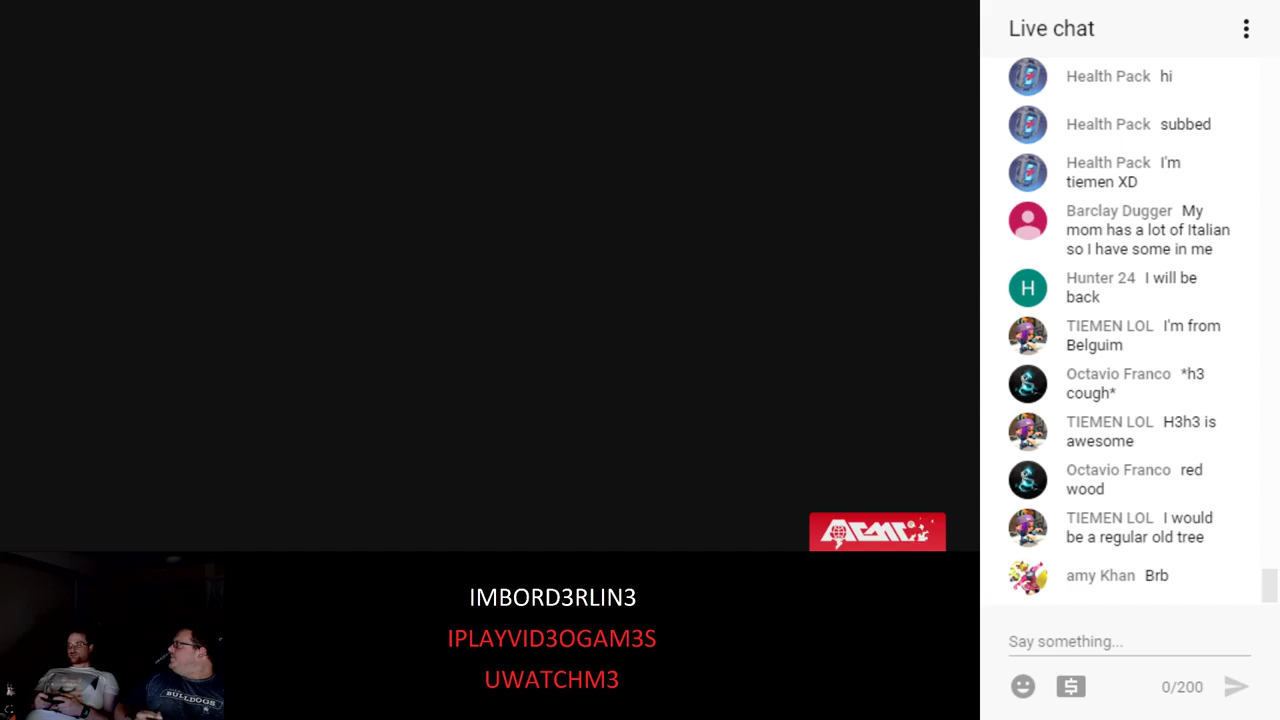 Live chat
Health Pack hi
Health Pack subbed
Health Pack I'm
tiemen XD
Barclay Dugger My
mom has a lot of Italian
so I have some in me
Hunter 24 I will be
back
H
TIEMEN LOL I'm from
Belguim
Octavio Franco *h3
cough*
TIEMEN LOL H3h3 is
awesome
Octavio Franco red
wood
TIEMEN LOL I would
be a regular old tree
amy Khan Brb
Say something...
0/200
ACMC
IMBORD3RLIN3
IPLAYVID3OGAM3S
UWATCHM3
BULLDOGS